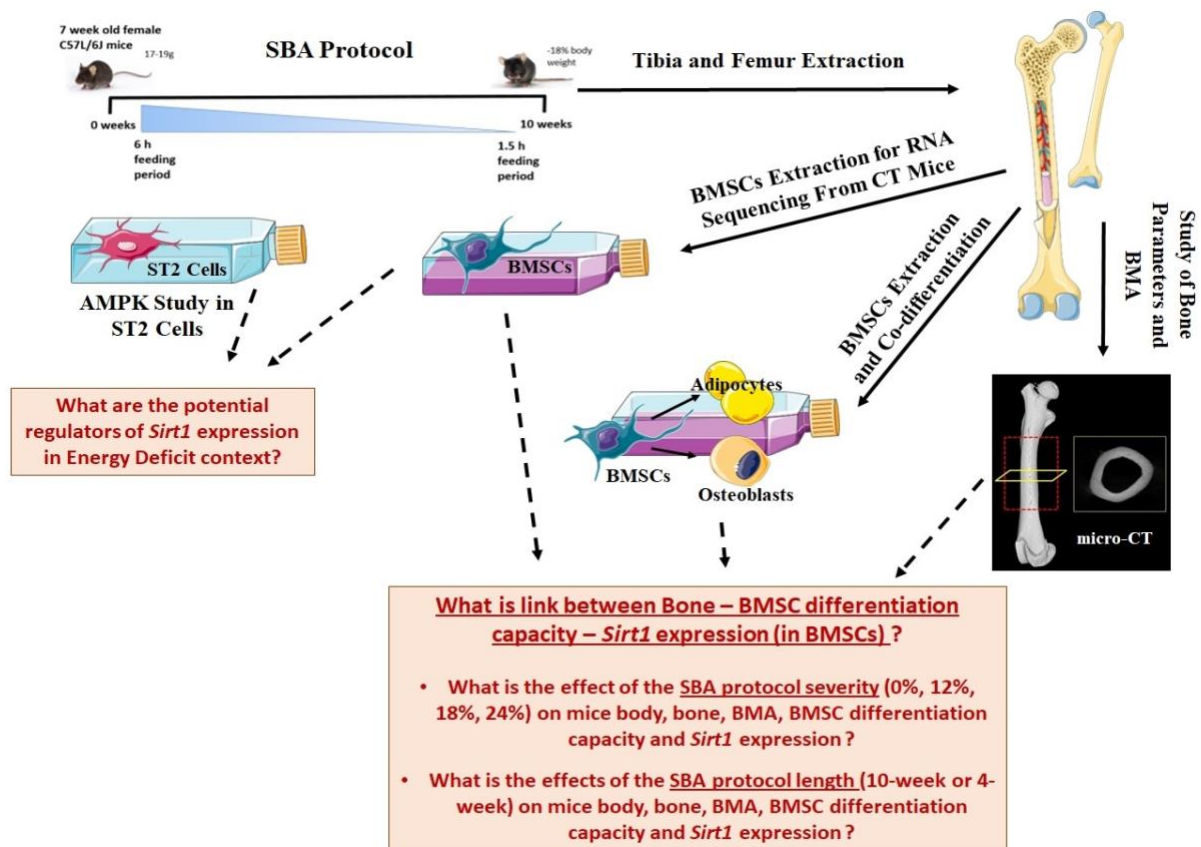 7 week old female
C57L/6J mice
17-19g
SBA Protocol
-18% body
weight
Tibia and Femur Extraction
0 weeks
10 weeks
6 h
feeding
period
1.5 h
feeding
period
BMSCs Extraction for RNA
Sequencing From CT Mice
BMSCs Extraction
and Co-differentiation
Study of Bone
Parameters and
BMA
ST2 Cells
AMPK Study in
ST2 Cells
BMSCs
Adipocytes
BMSCs
Osteoblasts
micro-CT
What are the potential
regulators of Sirt1 expression
in Energy Deficit context?
What is link between Bone – BMSC differentiation
capacity – Sirt1 expression (in BMSCs) ?
• What is the effect of the SBA protocol severity (0%, 12%,
18%, 24%) on mice body, bone, BMA, BMSC differentiation
capacity and Sirt1 expression ?
• What is the effects of the SBA protocol length (10-week or 4-
week) on mice body, bone, BMA, BMSC differentiation
capacity and Sirt1 expression ?